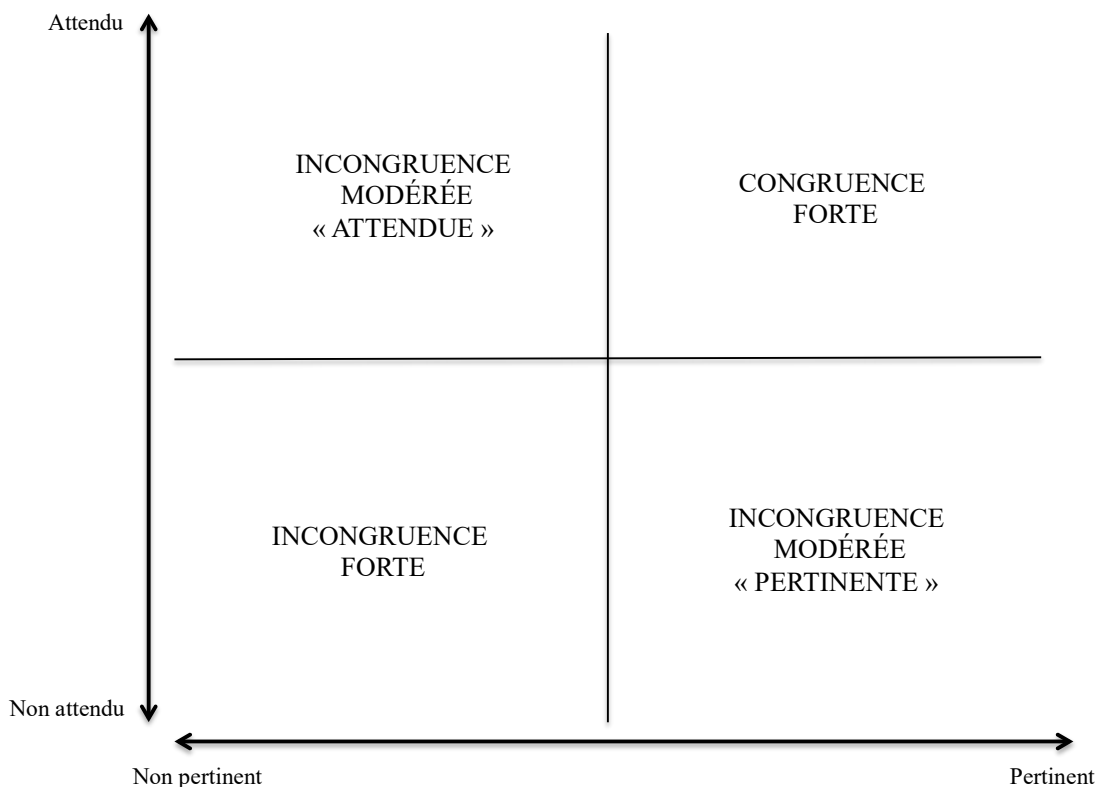 Attendu
INCONGRUENCE
MODÉRÉE
« ATTENDUE »
CONGRUENCE
FORTE
INCONGRUENCE
FORTE
INCONGRUENCE
MODÉRÉE
« PERTINENTE »
Non attendu
Non pertinent
Pertinent